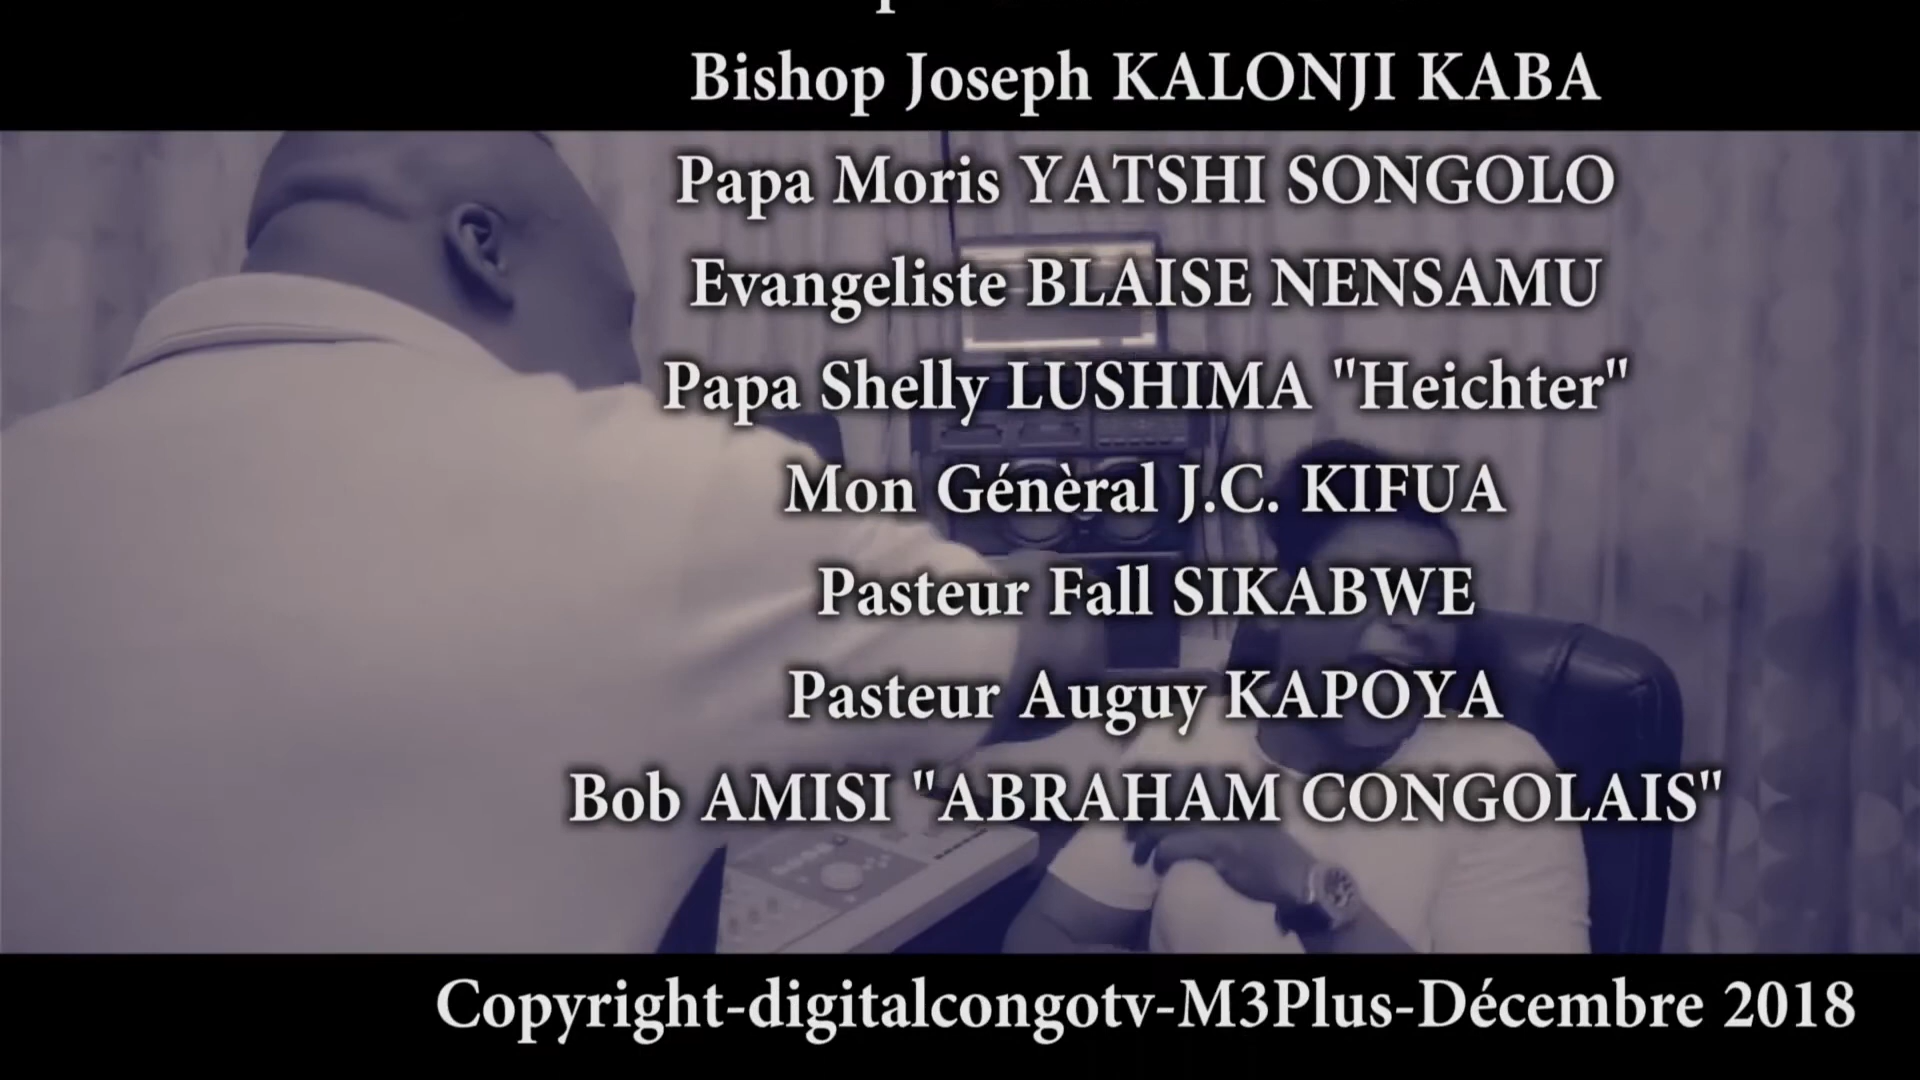 Bishop Joseph KALONJI KABA
Papa Moris YATSHI SONGOLO
Evangeliste BLAISE NENSAMU
Papa Shelly LUSHIMA "Heichter"
Mon Génèral J.C. KIFUA
Pasteur Fall SIKABWE
Pasteur Auguy KAPOYA
Bob AMISI "ABRAHAM CONGOLAIS"
Copyright-digitalcongotv-M3Plus-Décembre 2018